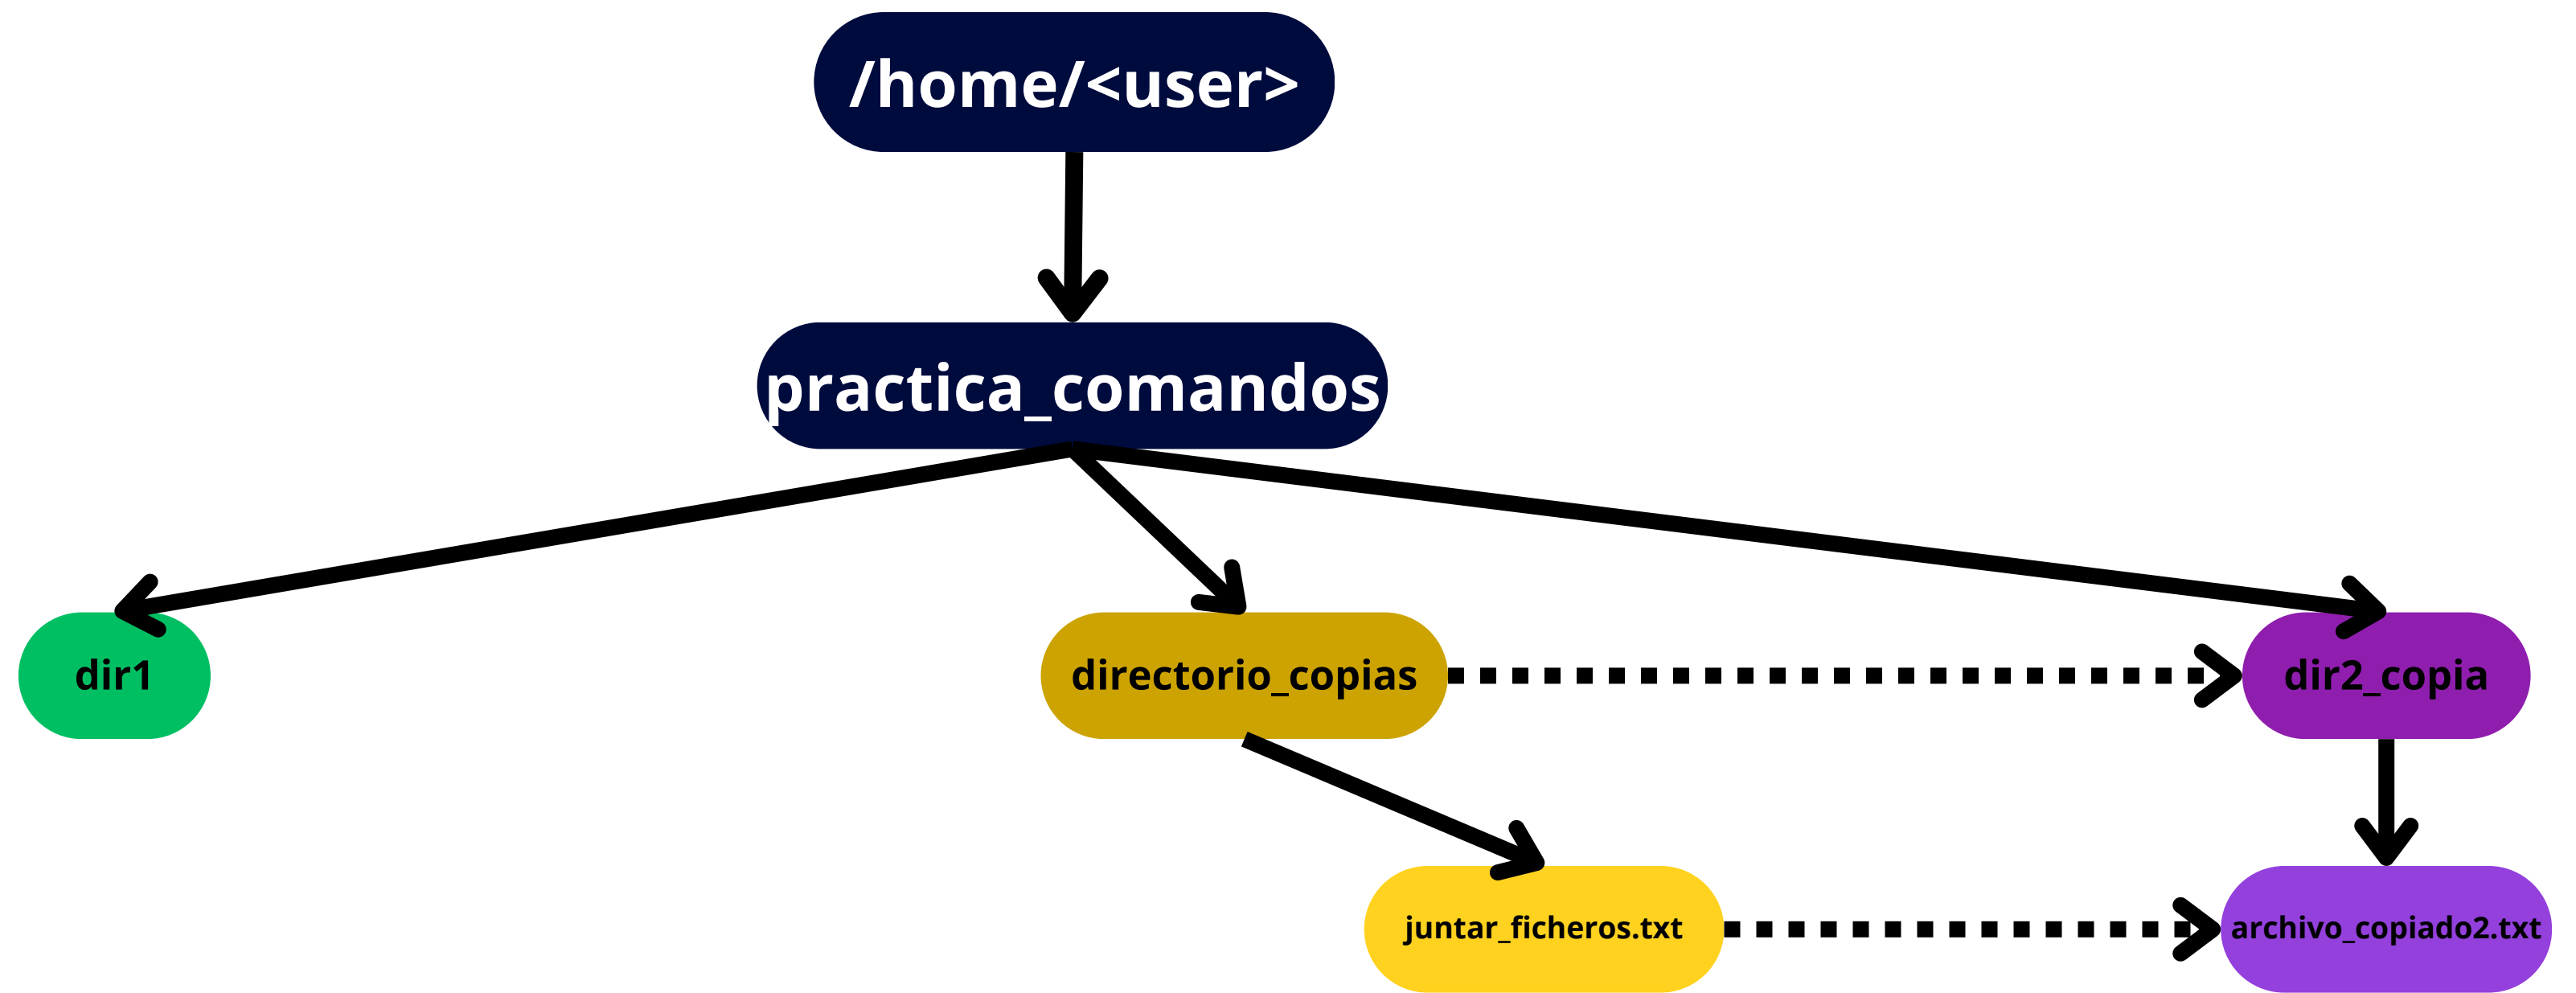 /home/<user>
practica_comandos
dir1
directorio_copias
dir2_copia
juntar_ficheros.txt
archivo_copiado2.txt